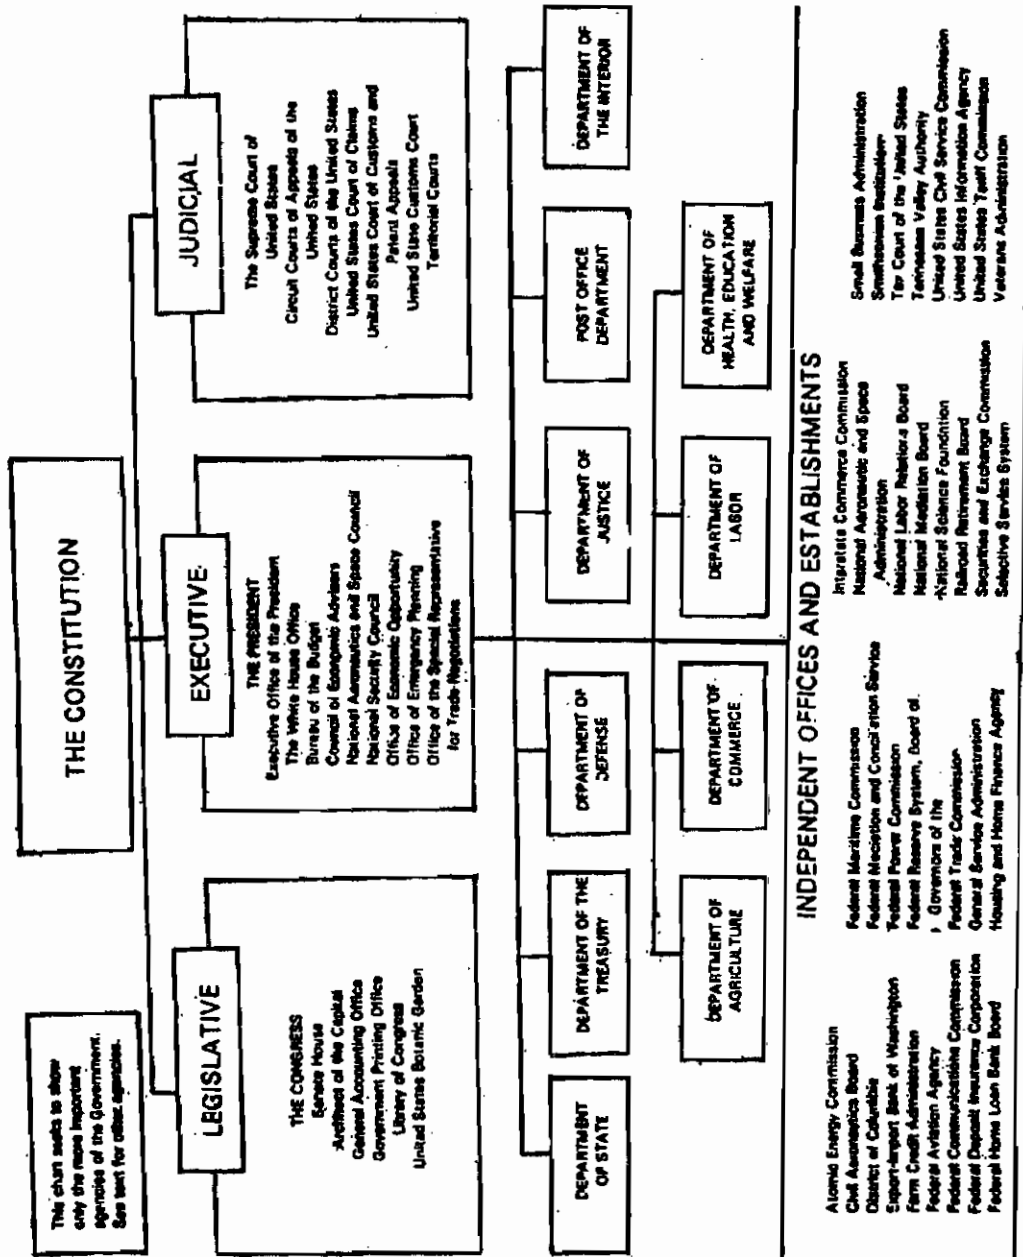 THE CONSTITUTION
This chart seeks to show
only the more important
agencies of the Government.
See text for other agencies.
LEGISLATIVE
THE CONGRESS
Senate House
Architect of the Capital
General Accounting Office
Government Printing Office
Library of Congress
United States Botanic Garden
EXECUTIVE
THE PRESIDENT
Executive Office of the President
The White House Office
Bureau of the Budget
Council of Economic Advisers
National Aeronautics and Space Council
National Security Council
Office of Economic Opportunity
Office of Emergency Planning
Office of the Special Representative
for Trade Negotiations
JUDICIAL
The Supreme Court of
United States
Circuit Courts of Appeals of the
United States
District Courts of the United States
United States Court of Claims
United States Court of Customs and
Patent Appeals
United State Customs Court
Territorial Courts
DEPARTMENT
OF STATE
DEPARTMENT OF THE
TREASURY
DEPARTMENT OF
DEFENSE
DEPARTMENT OF
JUSTICE
POST OFFICE
DEPARTMENT
DEPARTMENT OF
THE INTERIOR
DEPARTMENT OF
AGRICULTURE
DEPARTMENT OF
COMMERCE
DEPARTMENT OF
LABOR
DEPARTMENT OF
HEALTH, EDUCATION
AND WELFARE
INDEPENDENT OFFICES AND ESTABLISHMENTS
Atomic Energy Commission
Civil Aeronautics Board
District of Columbia
Export-Import Bank of Washington
Farm Credit Administration
Federal Aviation Agency
Federal Communications Commission
Federal Deposit Insurance Corporation
Federal Home Loan Bank Board
Federal Maritime Commission
Federal Mediation and Conciliation Service
Federal Power Commission
Federal Reserve System, Board of
Governors of the
Federal Trade Commission
General Service Administration
Housing and Home Finance Agency
Interstate Commerce Commission
National Aeronautic and Space
Administration
National Labor Relations Board
National Mediation Board
National Science Foundation
Railroad Retirement Board
Securities and Exchange Commission
Selective Service System
Small Business Administration
Smithsonian Institution
Tax Court of the United States
Tennessee Valley Authority
United States Civil Service Commission
United States Information Agency
United States Tariff Commission
Veterans Administration